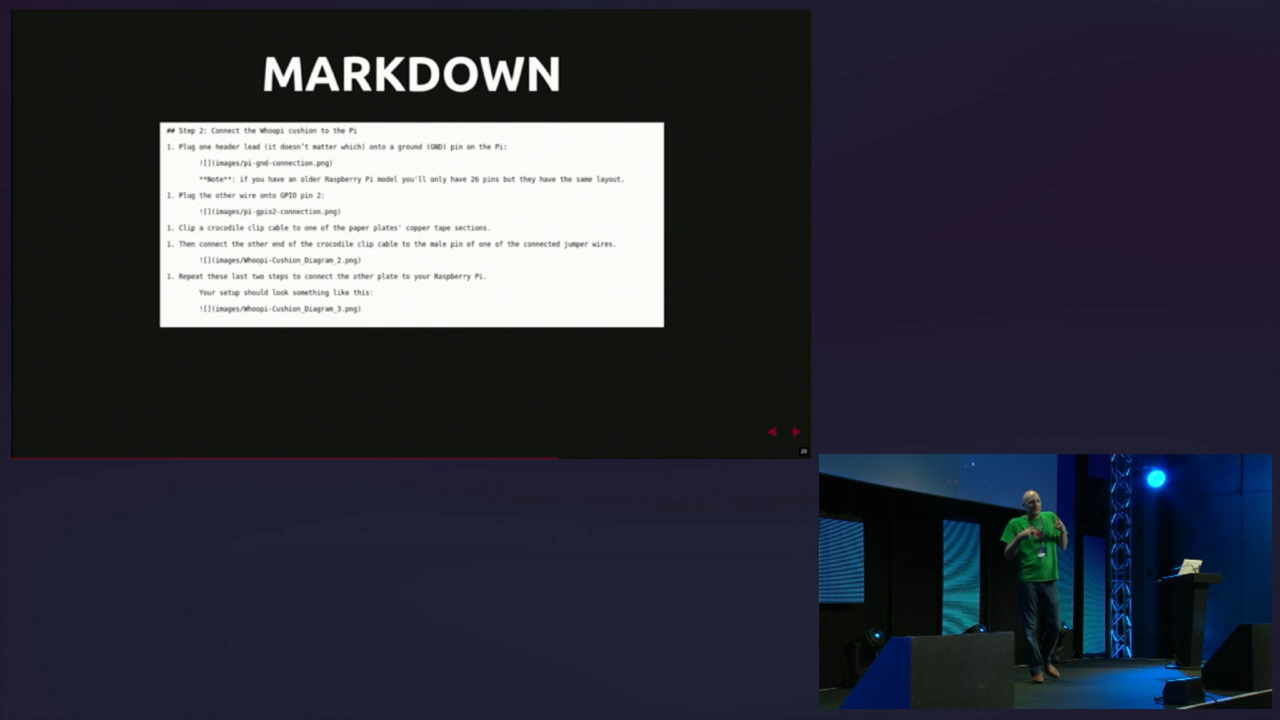 MARKDOWN
## Step 2: Connect the Whoopi cushion to the Pi
1. Plug one header lead (it doesn't matter which) onto a ground (GND) pin on the Pi:
![](images/pi-gnd-connection.png)
**Note**: if you have an older Raspberry Pi model you'll only have 26 pins but they have the same layout.
1. Plug the other wire onto GPIO pin 2:
![](images/pi-gpio2-connection.png)
1. Clip a crocodile clip cable to one of the paper plates' copper tape sections.
1. Then connect the other end of the crocodile clip cable to the male pin of one of the connected jumper wires.
![](images/Whoopi-Cushion_Diagram_2.png)
1. Repeat these last two steps to connect the other plate to your Raspberry Pi.
Your setup should look something like this:
![](images/Whoopi-Cushion_Diagram_3.png)